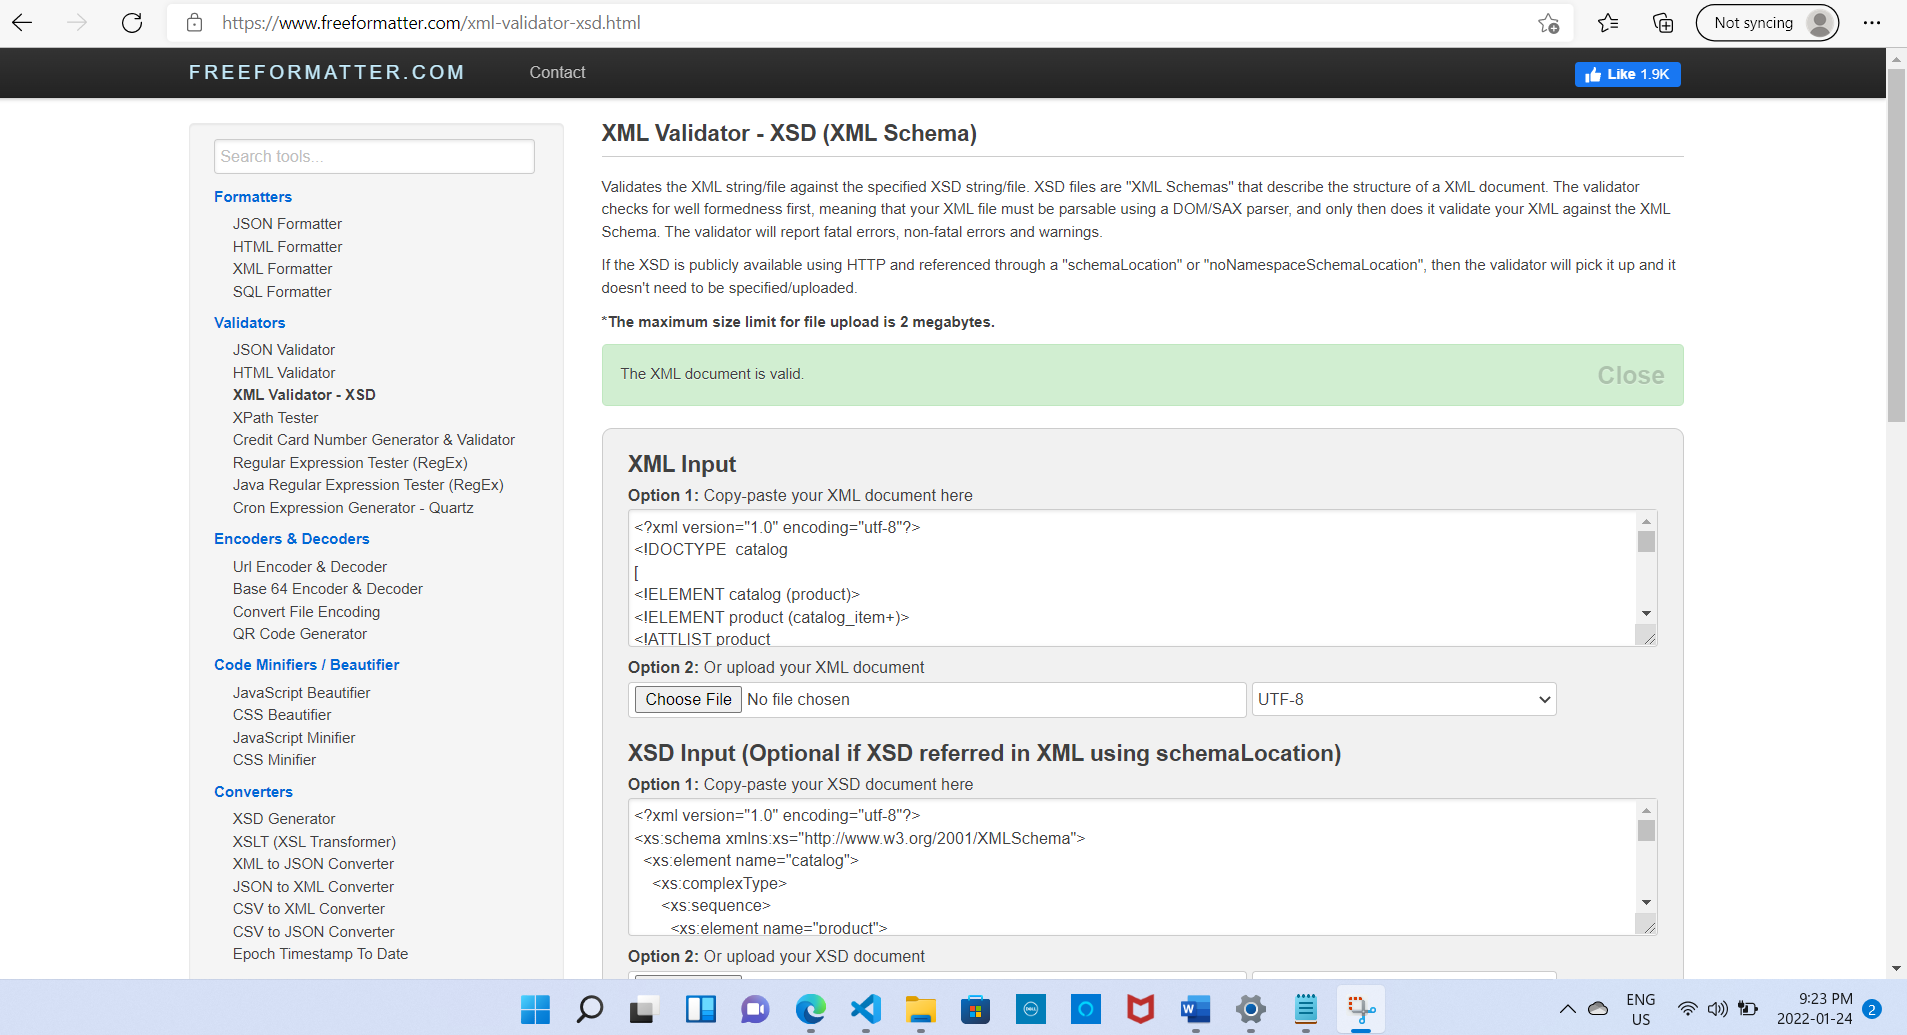 https://www.freeformatter.com/xml-validator-xsd.html
Not syncing
FREEFORMATTER.COM
Contact
Like 1.9K
Search tools...
Formatters
JSON Formatter
HTML Formatter
XML Formatter
SQL Formatter
Validators
JSON Validator
HTML Validator
XML Validator - XSD
XPath Tester
Credit Card Number Generator & Validator
Regular Expression Tester (RegEx)
Java Regular Expression Tester (RegEx)
Cron Expression Generator - Quartz
Encoders & Decoders
Url Encoder & Decoder
Base 64 Encoder & Decoder
Convert File Encoding
QR Code Generator
Code Minifiers / Beautifier
JavaScript Beautifier
CSS Beautifier
JavaScript Minifier
CSS Minifier
Converters
XSD Generator
XSLT (XSL Transformer)
XML to JSON Converter
JSON to XML Converter
CSV to XML Converter
CSV to JSON Converter
Epoch Timestamp To Date
XML Validator - XSD (XML Schema)
Validates the XML string/file against the specified XSD string/file. XSD files are "XML Schemas" that describe the structure of a XML document. The validator
checks for well formedness first, meaning that your XML file must be parsable using a DOM/SAX parser, and only then does it validate your XML against the XML
Schema. The validator will report fatal errors, non-fatal errors and warnings.
If the XSD is publicly available using HTTP and referenced through a "schemaLocation" or "noNamespaceSchemaLocation", then the validator will pick it up and it
doesn't need to be specified/uploaded.
*The maximum size limit for file upload is 2 megabytes.
The XML document is valid.
Close
XML Input
Option 1: Copy-paste your XML document here
<?xml version="1.0" encoding="utf-8"?>
<!DOCTYPE  catalog
[
<!ELEMENT catalog (product)>
<!ELEMENT product (catalog_item+)>
<!ATTLIST product
Option 2: Or upload your XML document
Choose File No file chosen
UTF-8
XSD Input (Optional if XSD referred in XML using schemaLocation)
Option 1: Copy-paste your XSD document here
<?xml version="1.0" encoding="utf-8"?>
<xs:schema xmlns:xs="http://www.w3.org/2001/XMLSchema">
<xs:element name="catalog">
<xs:complexType>
<xs:sequence>
<xs:element name="product">
Option 2: Or upload your XSD document
DELL
W
ENG
US
9:23 PM
2022-01-24
2